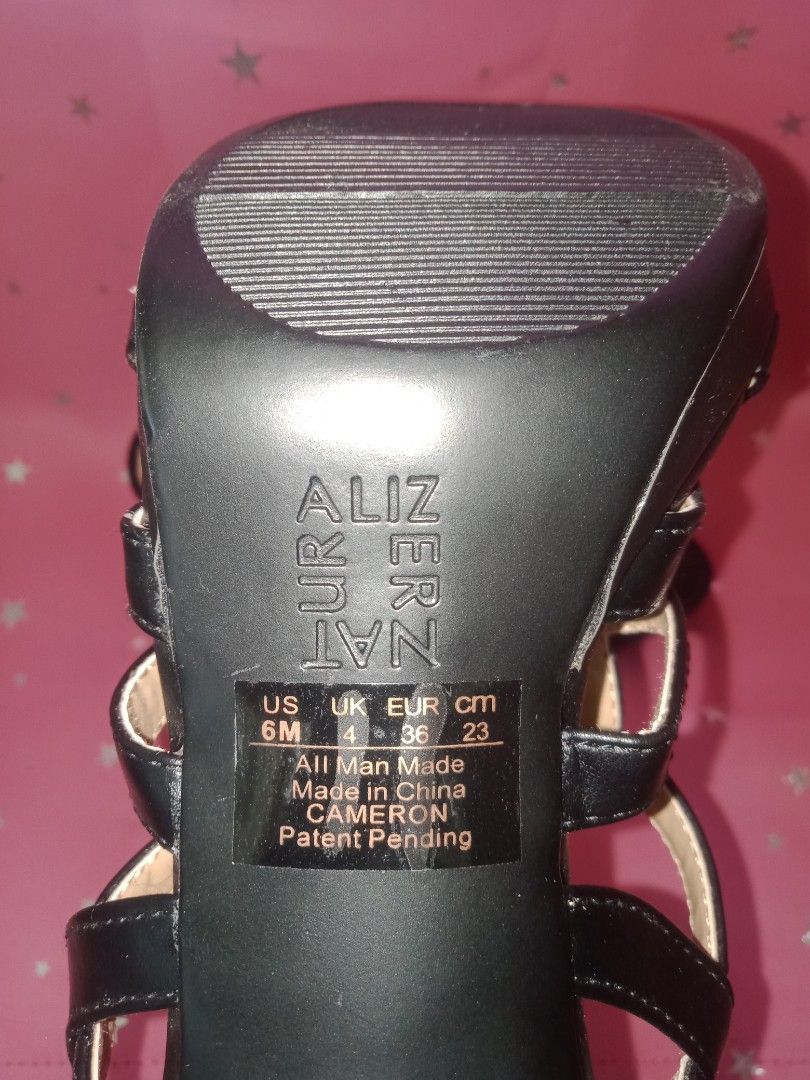 NATURALIZER
US UK EUR cm
6M 4 36 23
All Man Made
Made in China
CAMERON
Patent Pending